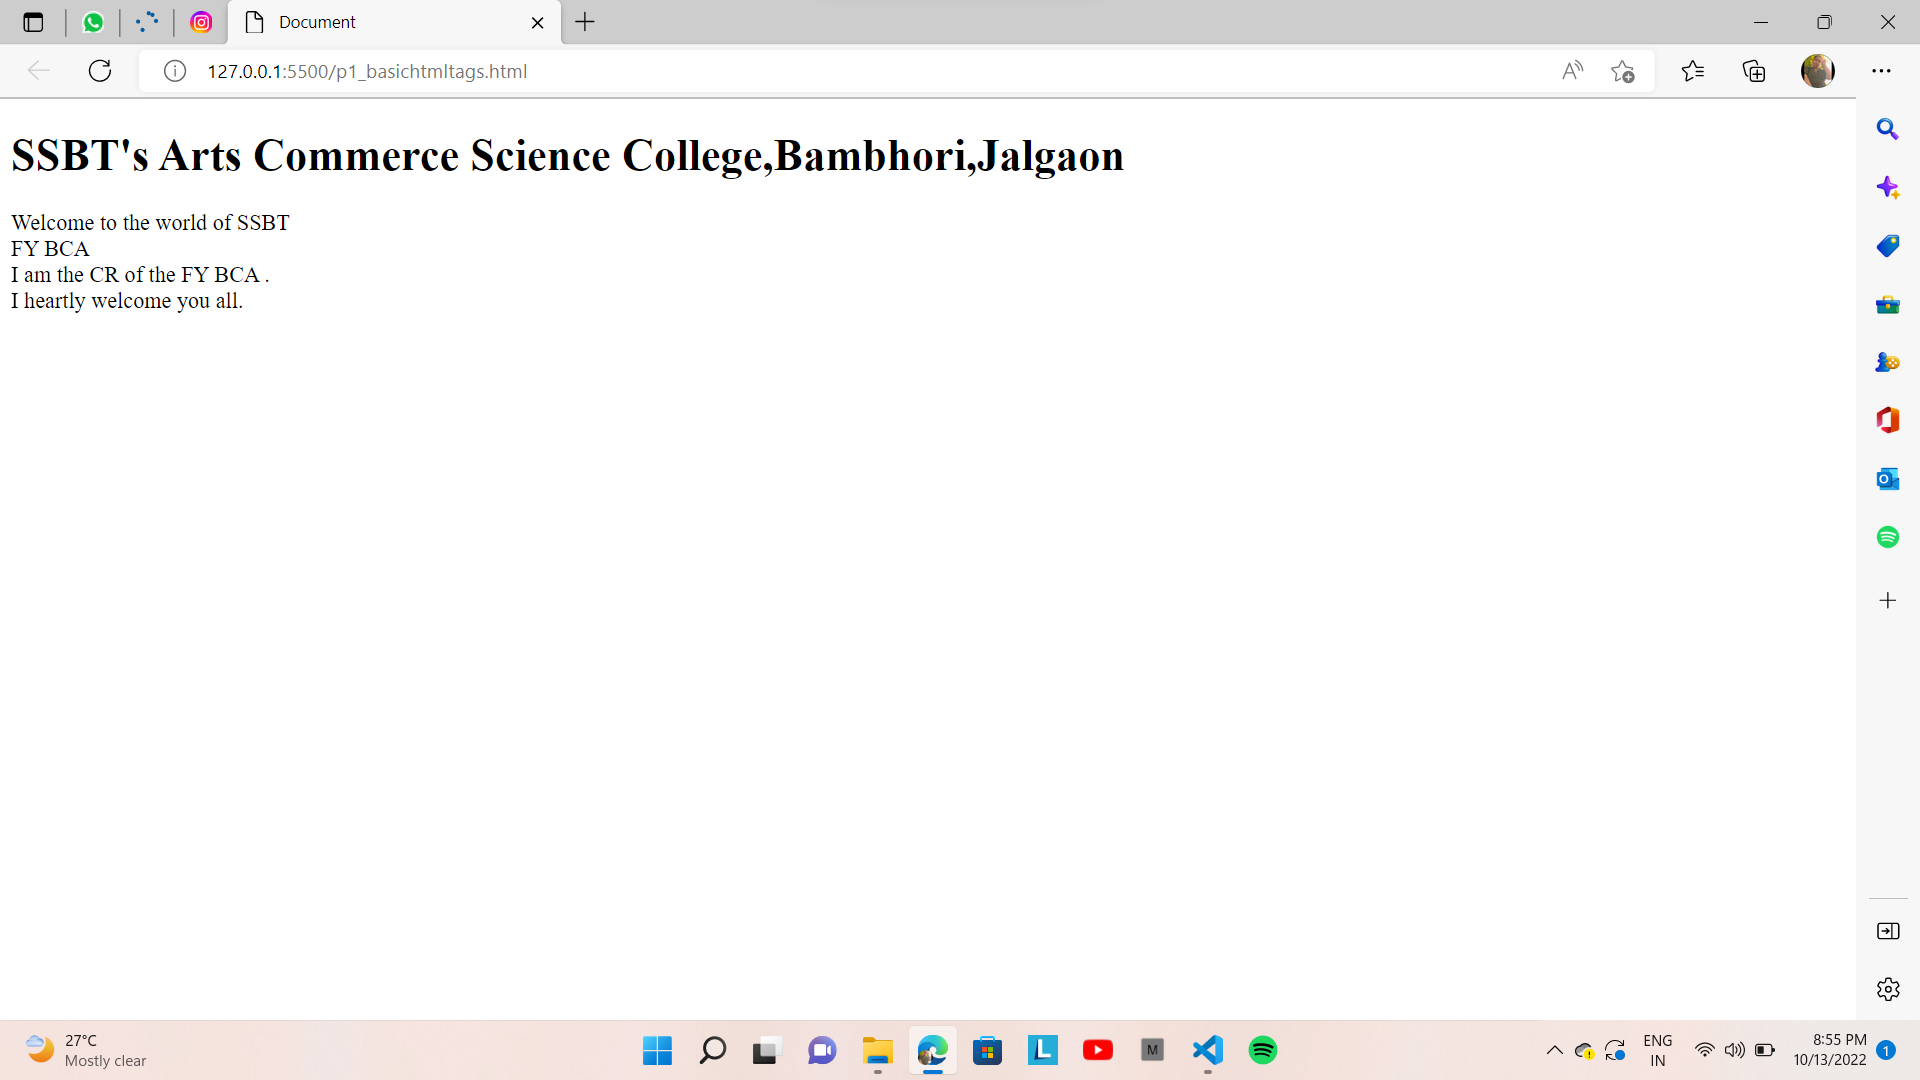 Document
127.0.0.1:5500/p1_basichtmltags.html
SSBT's Arts Commerce Science College,Bambhori,Jalgaon
Welcome to the world of SSBT
FY BCA
I am the CR of the FY BCA .
I heartly welcome you all.
27°C
Mostly clear
L
M
ENG
IN
8:55 PM
10/13/2022
1